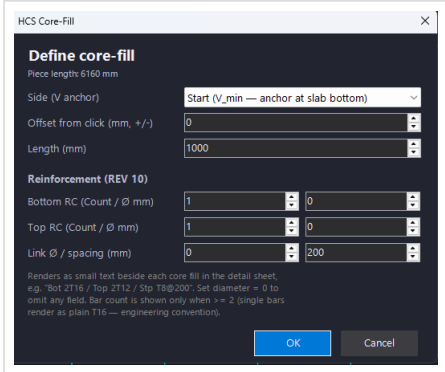 HCS Core-Fill
Define core-fill
Piece length: 6160 mm
Side (V anchor) Start (V_min — anchor at slab bottom)
Offset from click (mm, +/-) 0
Length (mm) 1000
Reinforcement (REV 10)
Bottom RC (Count / Ø mm) 1 0
Top RC (Count / Ø mm) 1 0
Link Ø / spacing (mm) 0 200
Renders as small text beside each core fill in the detail sheet,
e.g. "Bot 2T16 / Top 2T12 / Stp T8@200". Set diameter = 0 to
omit any field. Bar count is shown only when >= 2 (single bars
render as plain T16 — engineering convention).
OK Cancel